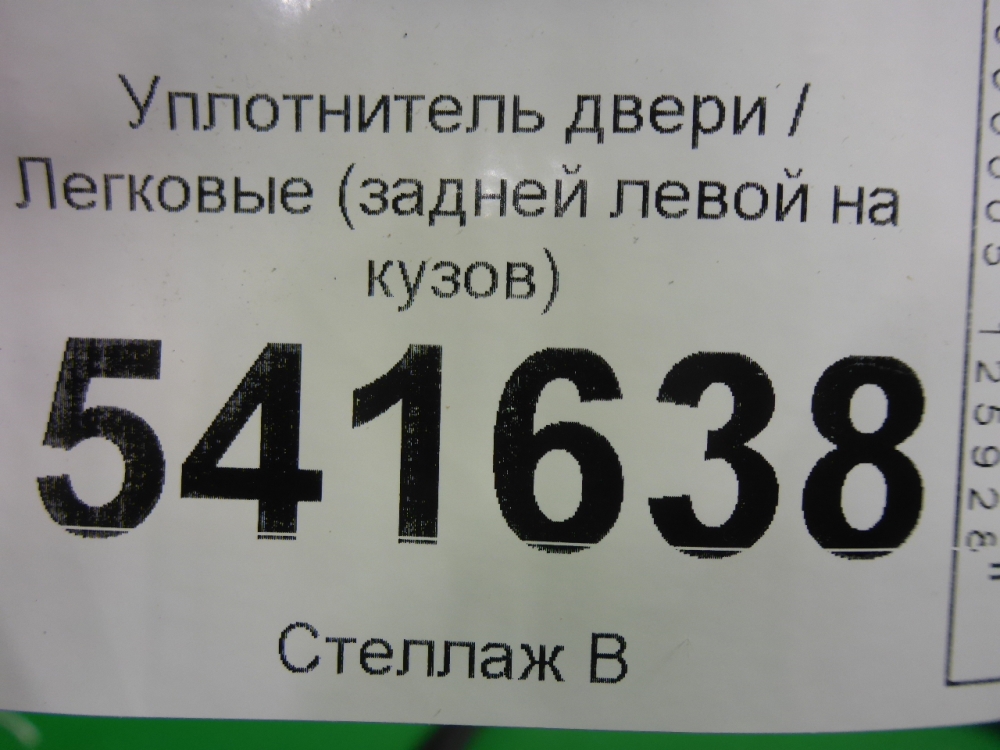 Уплотнитель двери /
Легковые (задней левой на
кузов)
541638
Стеллаж В